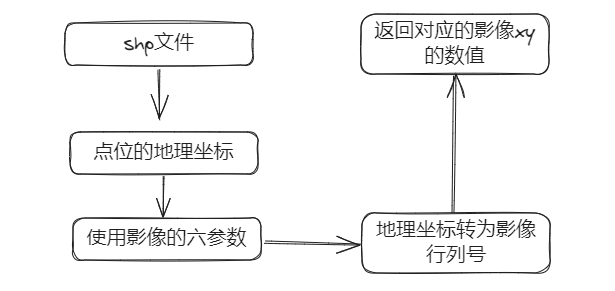 shp文件
点位的地理坐标
使用影像的六参数
地理坐标转为影像
行列号
返回对应的影像xy
的数值